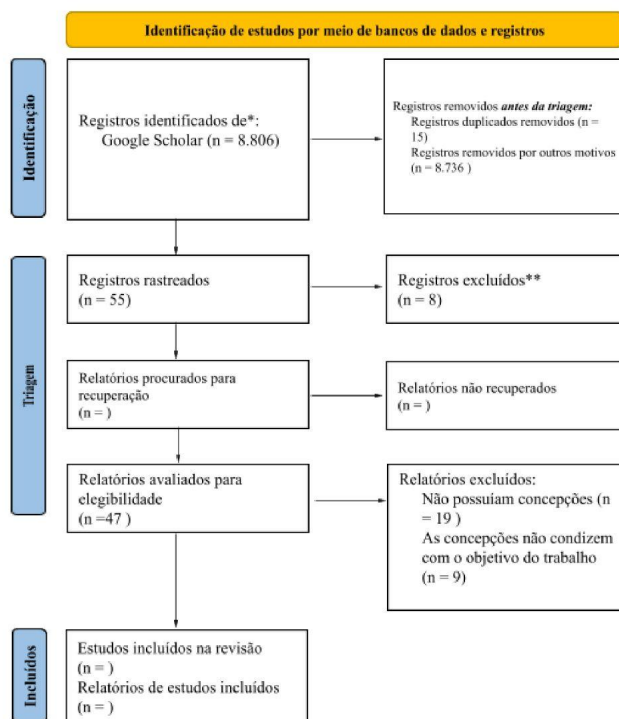 Identificação de estudos por meio de bancos de dados e registros
Identificação
Registros identificados de*:
Google Scholar (n = 8.806)
Registros removidos antes da triagem:
Registros duplicados removidos (n =
15)
Registros removidos por outros motivos
(n = 8.736 )
Triagem
Registros rastreados
(n = 55)
Registros excluídos**
(n = 8)
Relatórios procurados para
recuperação
(n = )
Relatórios não recuperados
(n = )
Relatórios avaliados para
elegibilidade
(n =47 )
Relatórios excluídos:
Não possuíam concepções (n
= 19 )
As concepções não condizem
com o objetivo do trabalho
(n = 9)
Incluídos
Estudos incluídos na revisão
(n = )
Relatórios de estudos incluídos
(n = )